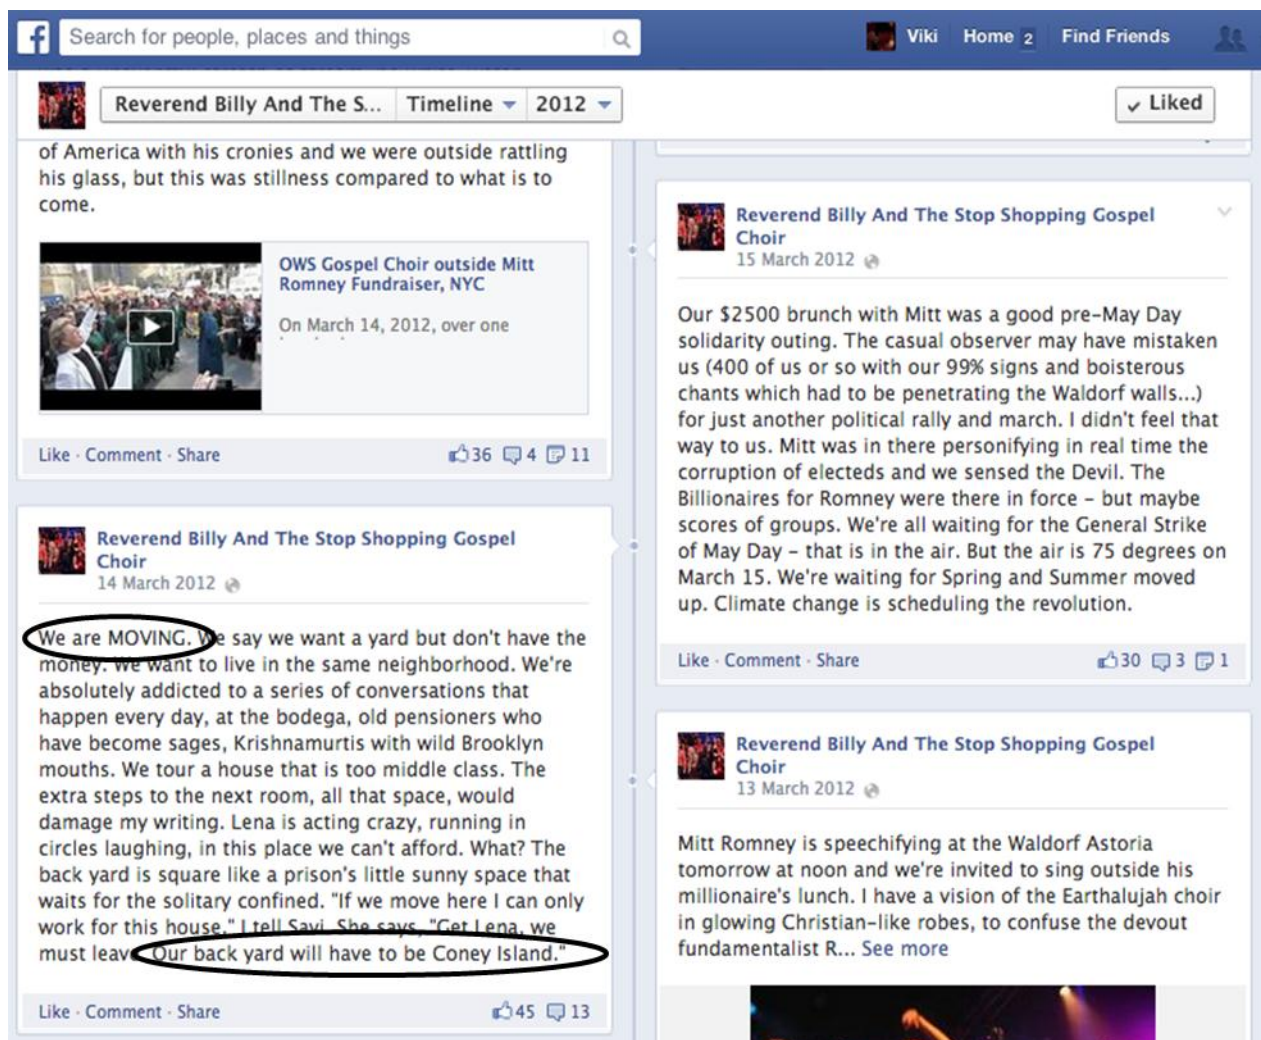 f
Search for people, places and things
Viki Home 2 Find Friends
Reverend Billy And The S... Timeline 2012
Liked
of America with his cronies and we were outside rattling
his glass, but this was stillness compared to what is to
come.
OWS Gospel Choir outside Mitt
Romney Fundraiser, NYC
On March 14, 2012, over one
Like · Comment · Share 36 4 11
Reverend Billy And The Stop Shopping Gospel
Choir
14 March 2012
We are MOVING. We say we want a yard but don't have the
money. We want to live in the same neighborhood. We're
absolutely addicted to a series of conversations that
happen every day, at the bodega, old pensioners who
have become sages, Krishnamurtis with wild Brooklyn
mouths. We tour a house that is too middle class. The
extra steps to the next room, all that space, would
damage my writing. Lena is acting crazy, running in
circles laughing, in this place we can't afford. What? The
back yard is square like a prison's little sunny space that
waits for the solitary confined. "If we move here I can only
work for this house." I tell Savi. She says, "Get Lena, we
must leave. Our back yard will have to be Coney Island."
Like · Comment · Share 45 13
Reverend Billy And The Stop Shopping Gospel
Choir
15 March 2012
Our $2500 brunch with Mitt was a good pre-May Day
solidarity outing. The casual observer may have mistaken
us (400 of us or so with our 99% signs and boisterous
chants which had to be penetrating the Waldorf walls...)
for just another political rally and march. I didn't feel that
way to us. Mitt was in there personifying in real time the
corruption of electeds and we sensed the Devil. The
Billionaires for Romney were there in force – but maybe
scores of groups. We're all waiting for the General Strike
of May Day – that is in the air. But the air is 75 degrees on
March 15. We're waiting for Spring and Summer moved
up. Climate change is scheduling the revolution.
Like · Comment · Share 30 3 1
Reverend Billy And The Stop Shopping Gospel
Choir
13 March 2012
Mitt Romney is speechifying at the Waldorf Astoria
tomorrow at noon and we're invited to sing outside his
millionaire's lunch. I have a vision of the Earthalujah choir
in glowing Christian-like robes, to confuse the devout
fundamentalist R... See more